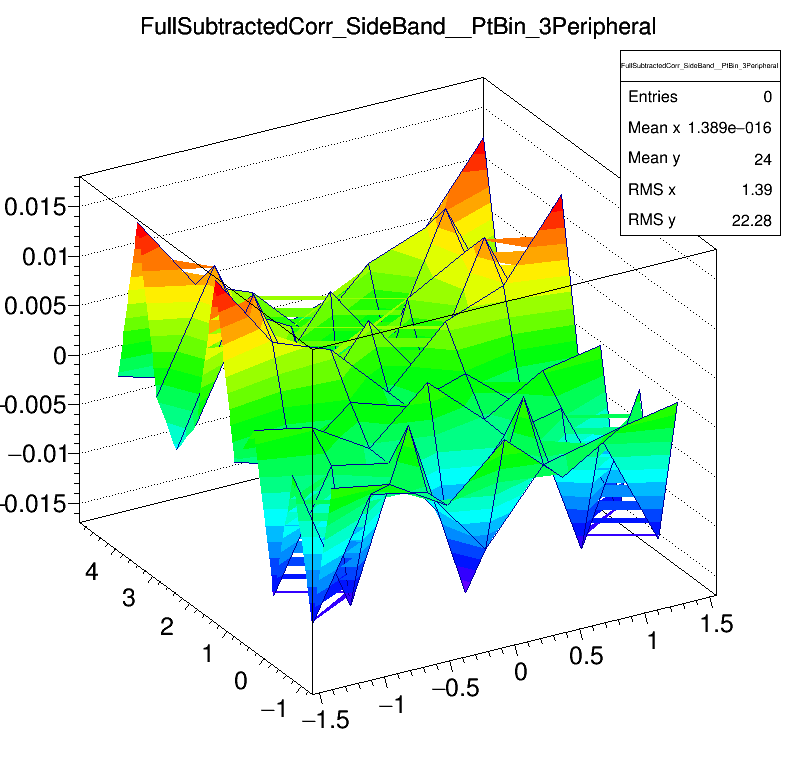 FullSubtractedCorr_SideBand__PtBin_3Peripheral
FullSubtractedCorr_SideBand__PtBin_3Peripheral
Entries 0
Mean x 1.389e−016
Mean y 24
RMS x 1.39
RMS y 22.28
0.015
0.01
0.005
0
−0.005
−0.01
−0.015
4
3
2
1
0
−1
−1.5
−1
−0.5
0
0.5
1
1.5